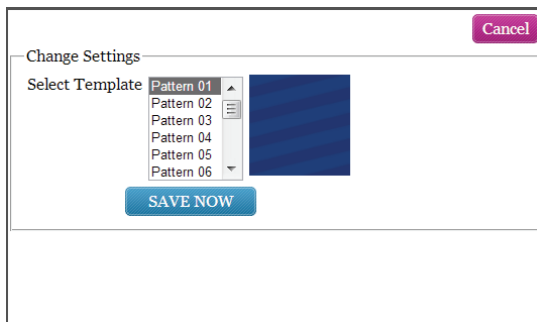 Cancel
Change Settings
Select Template
Pattern 01
Pattern 02
Pattern 03
Pattern 04
Pattern 05
Pattern 06
SAVE NOW